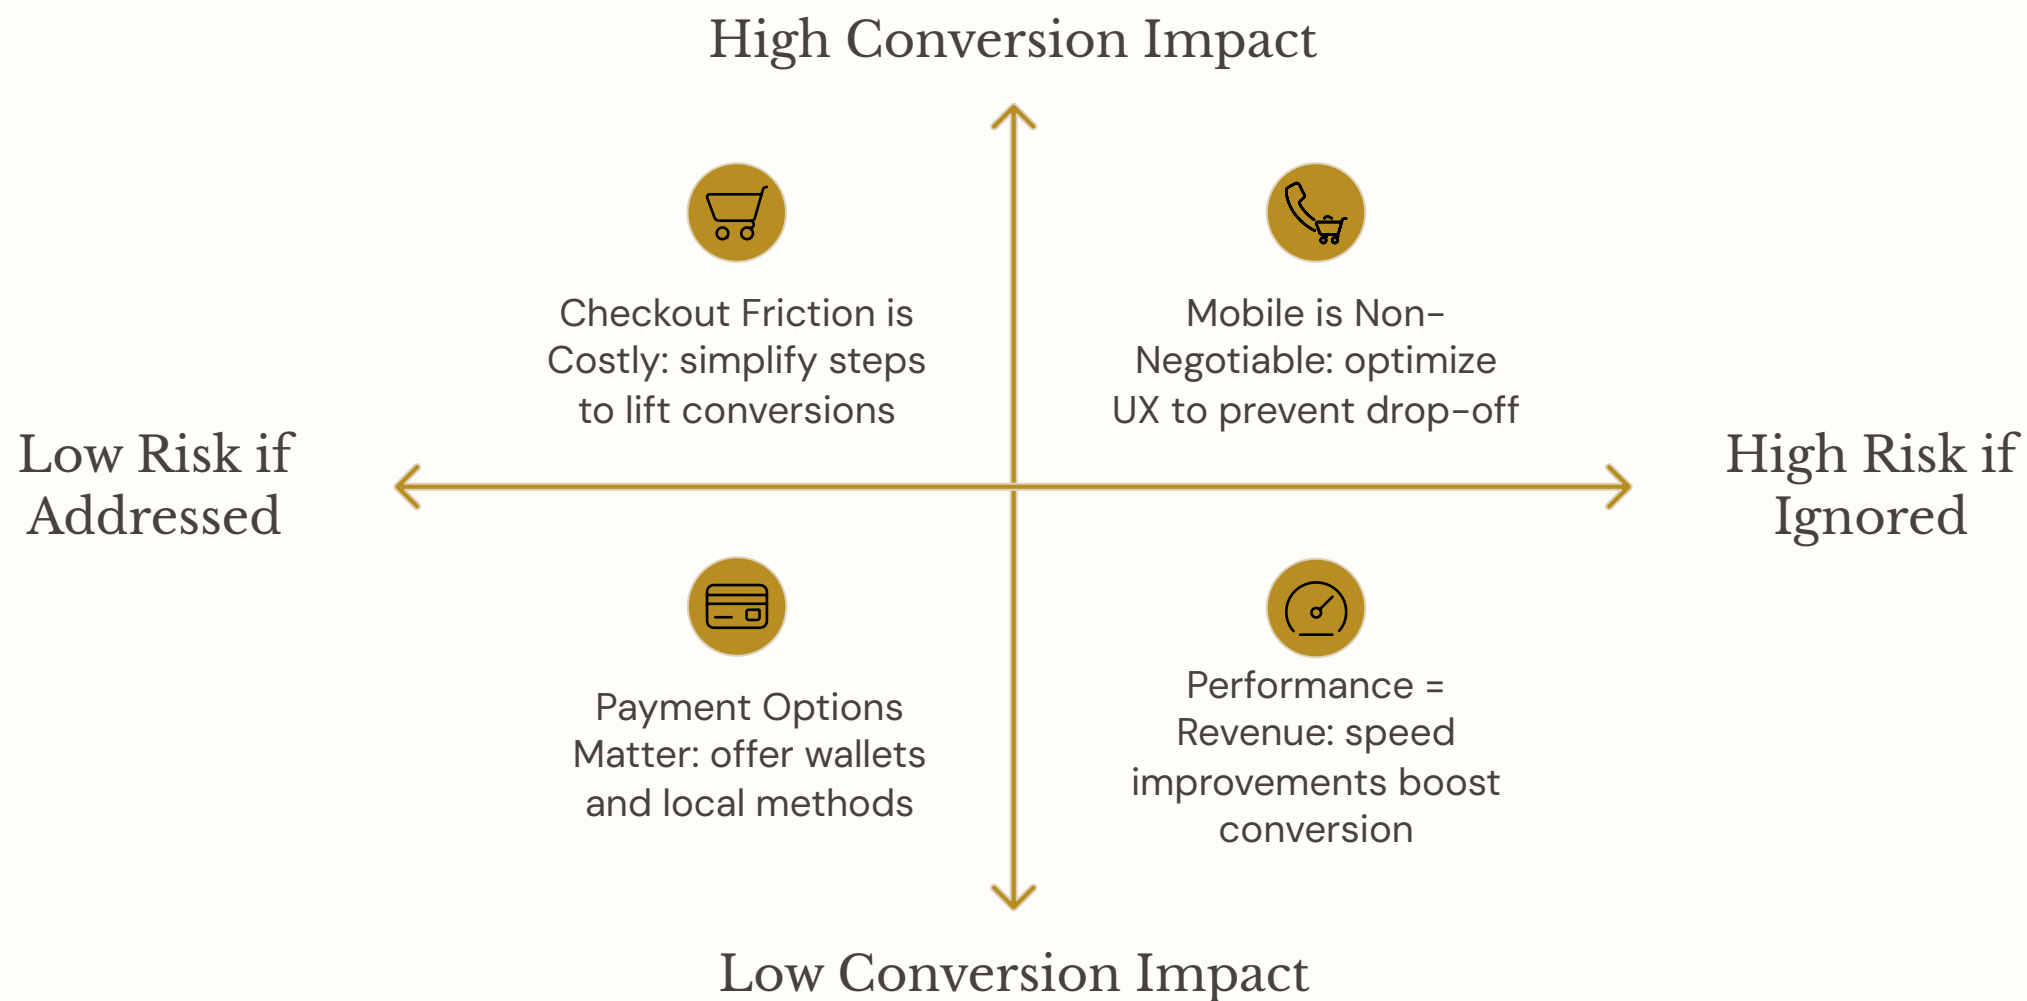 High Conversion Impact
Checkout Friction is
Costly: simplify steps
to lift conversions
Mobile is Non-
Negotiable: optimize
UX to prevent drop-off
Low Risk if
Addressed
High Risk if
Ignored
Payment Options
Matter: offer wallets
and local methods
Performance =
Revenue: speed
improvements boost
conversion
Low Conversion Impact